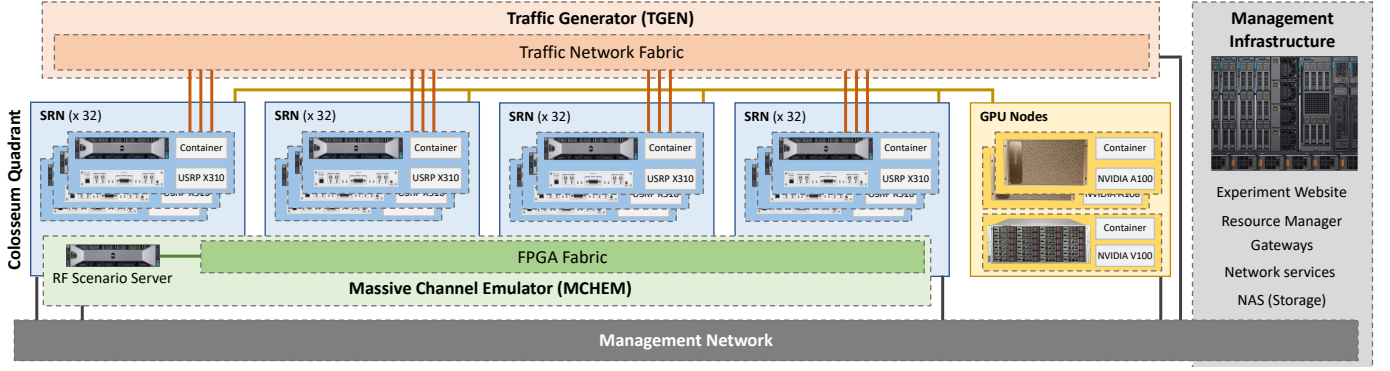 Traffic Generator (TGEN)
Traffic Network Fabric
Management
Infrastructure
Colosseum Quadrant
SRN (x 32)
Container
USRP X310
SRN (x 32)
Container
USRP X310
SRN (x 32)
Container
USRP X310
SRN (x 32)
Container
USRP X310
GPU Nodes
Container
NVIDIA A100
Container
NVIDIA V100
Experiment Website
Resource Manager
Gateways
Network services
NAS (Storage)
RF Scenario Server
FPGA Fabric
Massive Channel Emulator (MCHEM)
Management Network